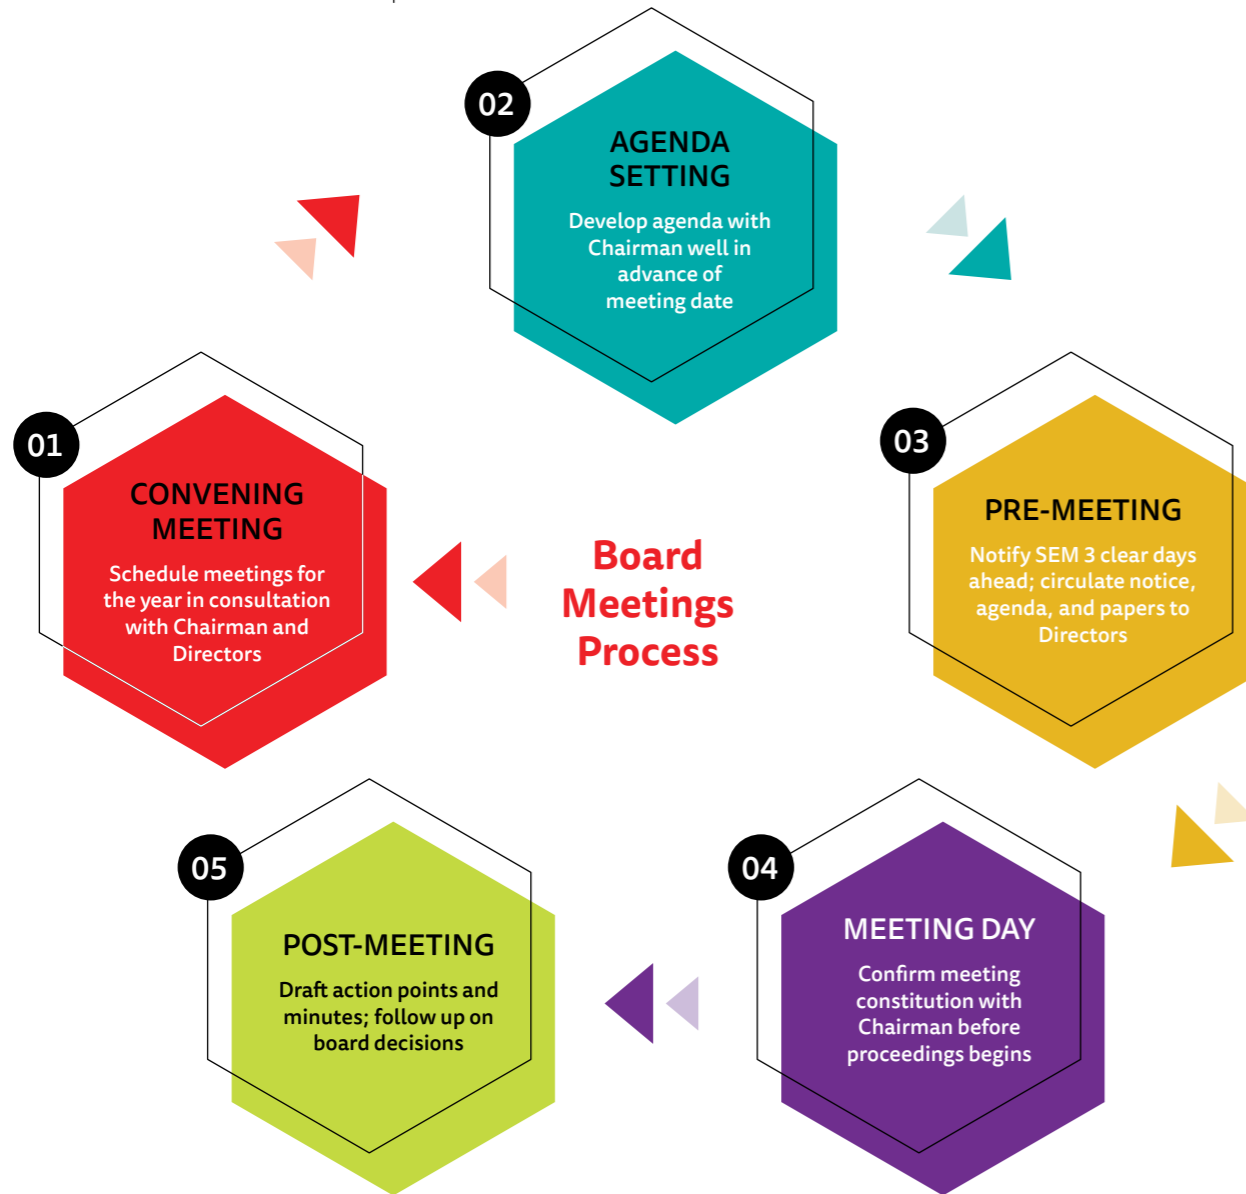 Board
Meetings
Process
01
CONVENING
MEETING
Schedule meetings for
the year in consultation
with Chairman and
Directors
02
AGENDA
SETTING
Develop agenda with
Chairman well in
advance of
meeting date
03
PRE-MEETING
Notify SEM 3 clear days
ahead; circulate notice,
agenda, and papers to
Directors
04
MEETING DAY
Confirm meeting
constitution with
Chairman before
proceedings begins
05
POST-MEETING
Draft action points and
minutes; follow up on
board decisions